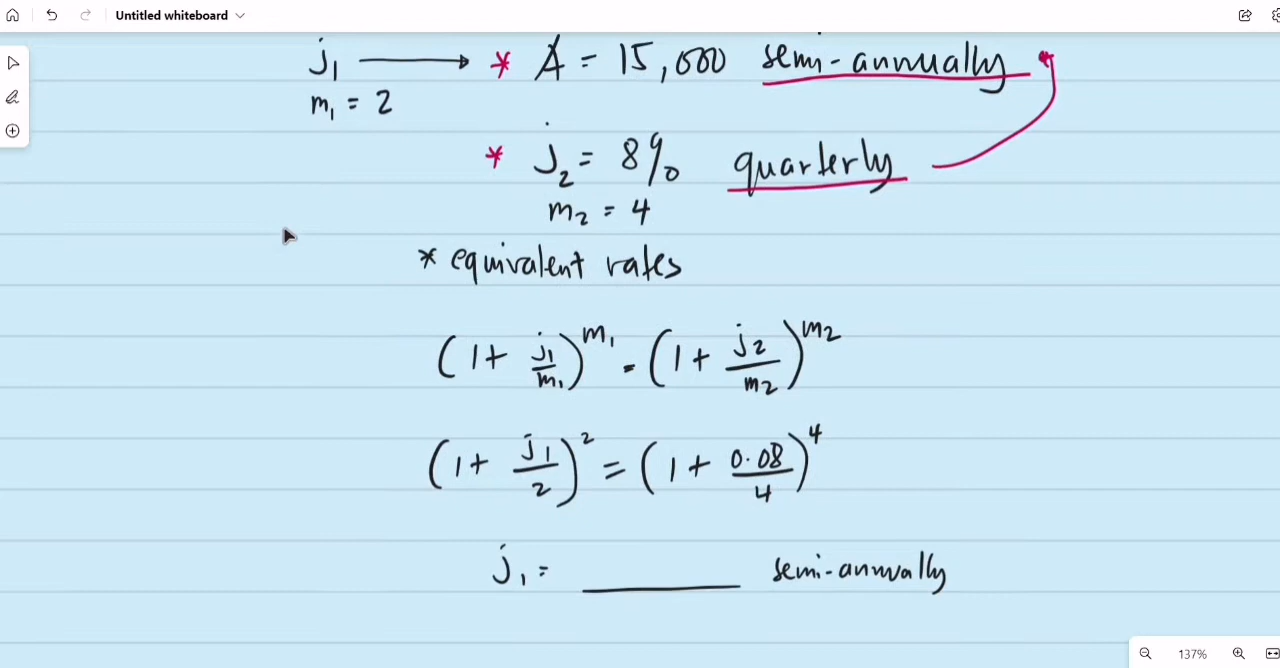 Untitled whiteboard
j₁ ⟶ * A = 15,000 semi-annually
m₁ = 2
* j₂ = 8% quarterly
m₂ = 4
* equivalent rates
(1 + j₁/m₁)^m₁ = (1 + j₂/m₂)^m₂
(1 + j₁/2)² = (1 + 0.08/4)⁴
j₁ = ________ semi-annually
137%